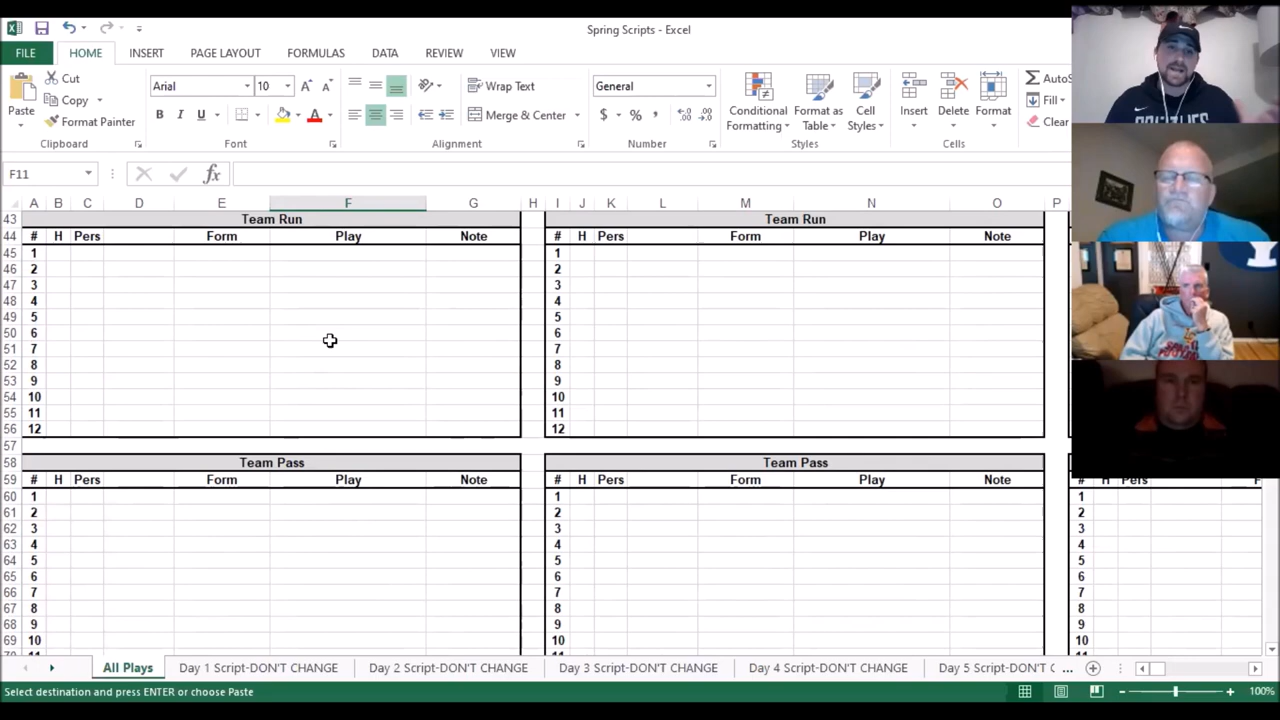 Spring Scripts - Excel
FILE HOME INSERT PAGE LAYOUT FORMULAS DATA REVIEW VIEW
Paste
Cut
Copy
Format Painter
Clipboard
Arial 10
B I U
Font
Wrap Text
Merge & Center
Alignment
General
$ % ,
Number
Conditional Formatting
Format as Table
Cell Styles
Styles
Insert
Delete
Format
Cells
AutoS
Fill
Clear
F11
A B C D E F G H I J K L M N O P
43 Team Run Team Run
44 # H Pers Form Play Note # H Pers Form Play Note
45 1 1
46 2 2
47 3 3
48 4 4
49 5 5
50 6 6
51 7 7
52 8 8
53 9 9
54 10 10
55 11 11
56 12 12
57
58 Team Pass Team Pass
59 # H Pers Form Play Note # H Pers Form Play Note # H Pers
60 1 1 1
61 2 2 2
62 3 3 3
63 4 4 4
64 5 5 5
65 6 6 6
66 7 7 7
67 8 8 8
68 9 9 9
69 10 10 10
All Plays Day 1 Script-DON'T CHANGE Day 2 Script-DON'T CHANGE Day 3 Script-DON'T CHANGE Day 4 Script-DON'T CHANGE Day 5 Script-DON'T C ...
Select destination and press ENTER or choose Paste 100%